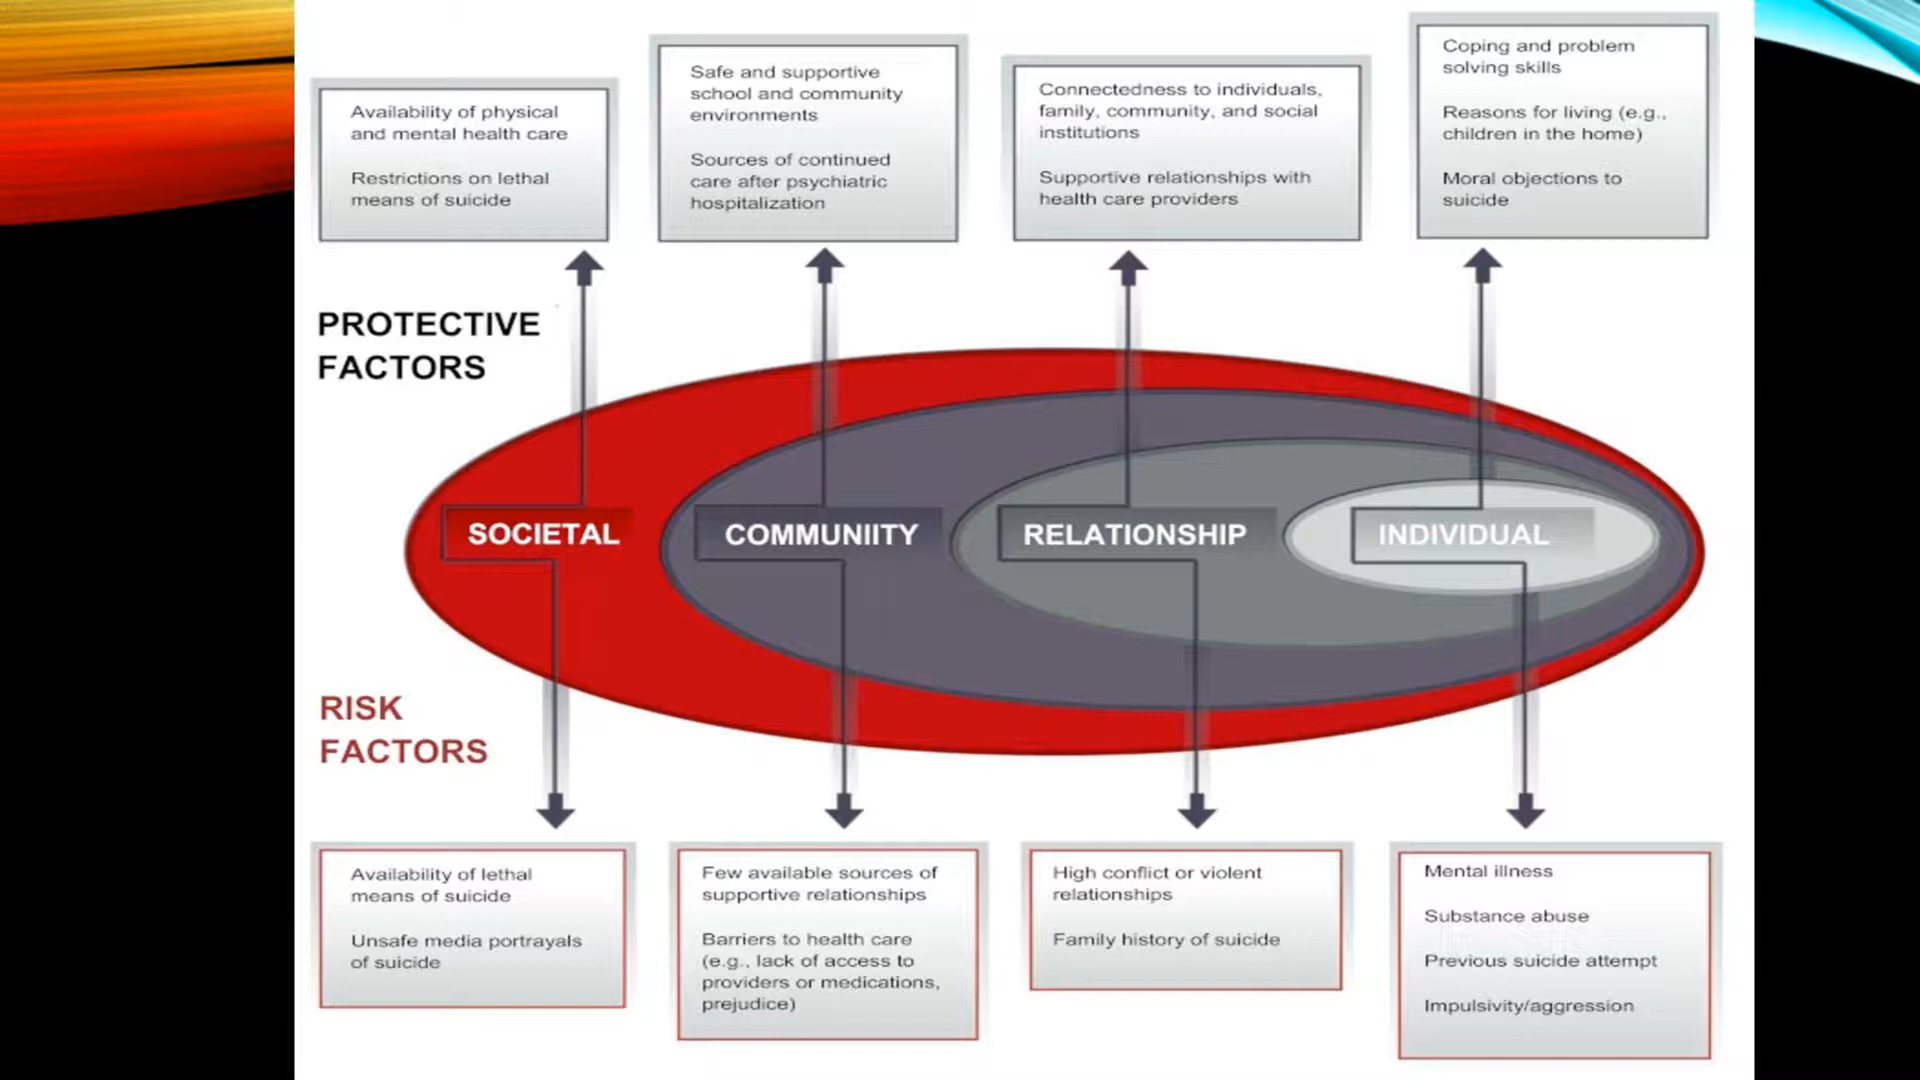 Availability of physical
and mental health care
Restrictions on lethal
means of suicide
Safe and supportive
school and community
environments
Sources of continued
care after psychiatric
hospitalization
Connectedness to individuals,
family, community, and social
institutions
Supportive relationships with
health care providers
Coping and problem
solving skills
Reasons for living (e.g.,
children in the home)
Moral objections to
suicide
PROTECTIVE
FACTORS
SOCIETAL
COMMUNIITY
RELATIONSHIP
INDIVIDUAL
RISK
FACTORS
Availability of lethal
means of suicide
Unsafe media portrayals
of suicide
Few available sources of
supportive relationships
Barriers to health care
(e.g., lack of access to
providers or medications,
prejudice)
High conflict or violent
relationships
Family history of suicide
Mental illness
Substance abuse
Previous suicide attempt
Impulsivity/aggression